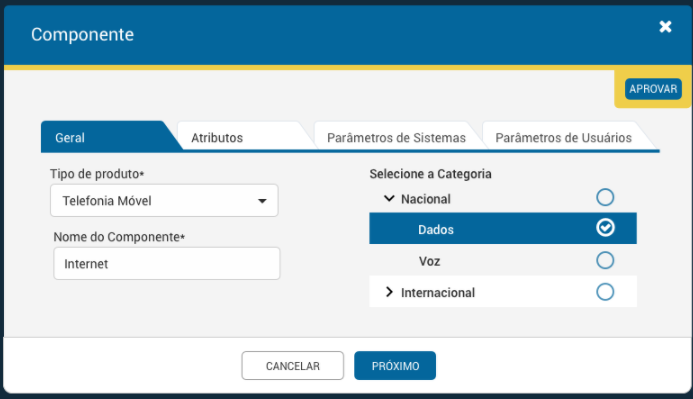 Componente
APROVAR
Geral
Atributos
Parâmetros de Sistemas
Parâmetros de Usuários
Tipo de produto*
Telefonia Móvel
Nome do Componente*
Internet
Selecione a Categoria
Nacional
Dados
Voz
Internacional
CANCELAR
PRÓXIMO